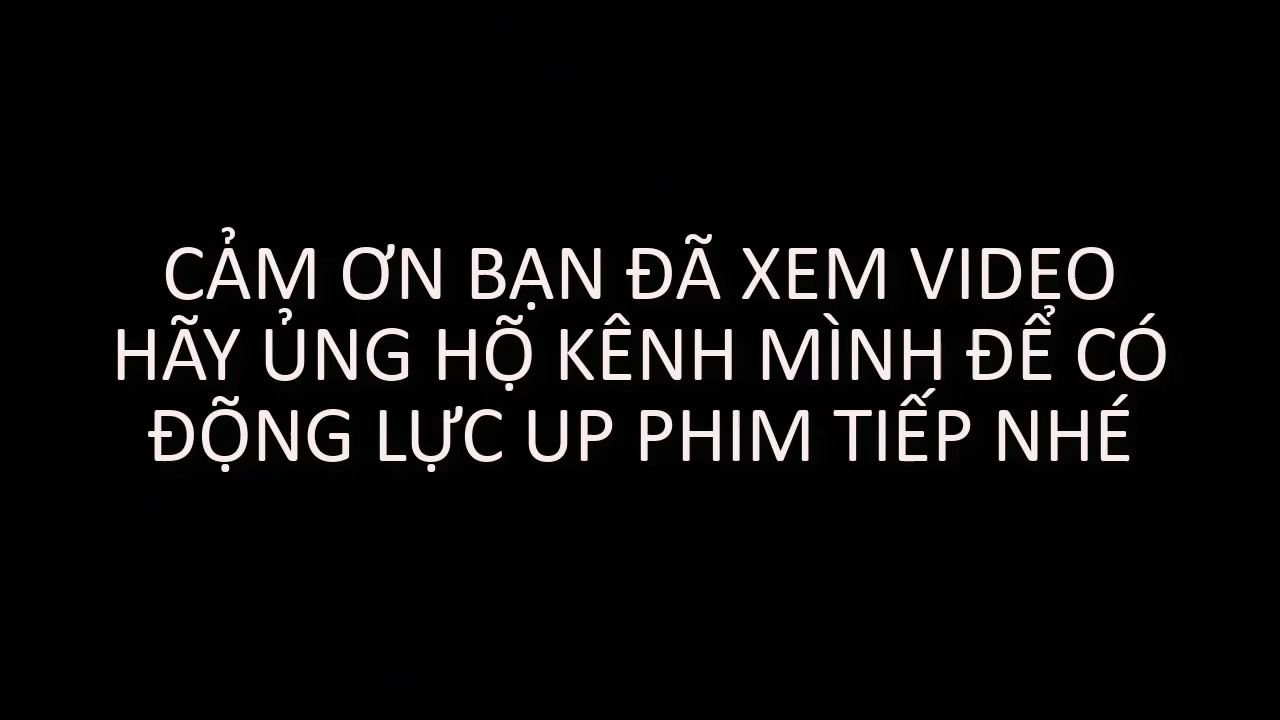 CẢM ƠN BẠN ĐÃ XEM VIDEO
HÃY ỦNG HỘ KÊNH MÌNH ĐỂ CÓ
ĐỘNG LỰC UP PHIM TIẾP NHÉ